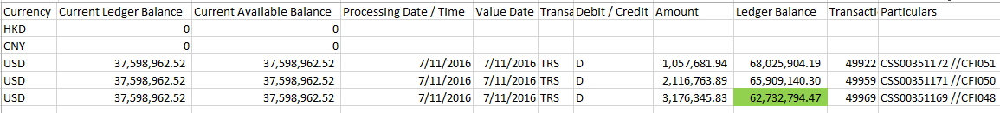 Currency Current Ledger Balance Current Available Balance Processing Date / Time Value Date Transa Debit / Credit Amount Ledger Balance Transacti Particulars
HKD 0 0
CNY 0 0
USD 37,598,962.52 37,598,962.52 7/11/2016 7/11/2016 TRS D 1,057,681.94 68,025,904.19 49922 CSS00351172 //CFI051
USD 37,598,962.52 37,598,962.52 7/11/2016 7/11/2016 TRS D 2,116,763.89 65,909,140.30 49959 CSS00351171 //CFI050
USD 37,598,962.52 37,598,962.52 7/11/2016 7/11/2016 TRS D 3,176,345.83 62,732,794.47 49969 CSS00351169 //CFI048